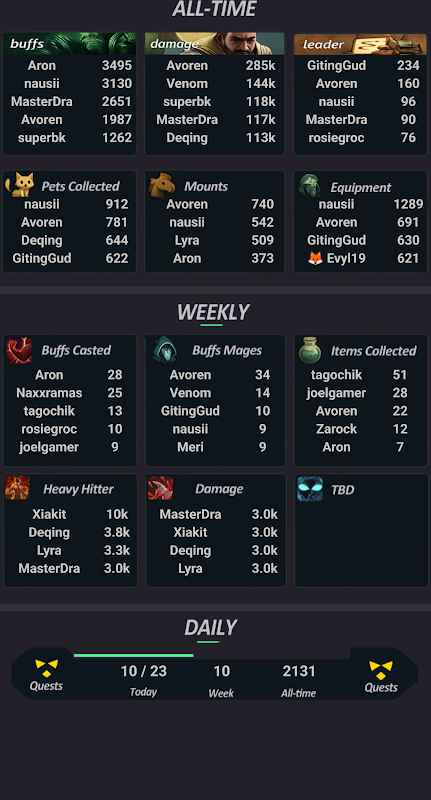 ALL-TIME
buffs
Aron 3495
nausii 3130
MasterDra 2651
Avoren 1987
superbk 1262
damage
Avoren 285k
Venom 144k
superbk 118k
MasterDra 117k
Deqing 113k
leader
GitingGud 234
Avoren 160
nausii 96
MasterDra 90
rosiegroc 76
Pets Collected
nausii 912
Avoren 781
Deqing 644
GitingGud 622
Mounts
Avoren 740
nausii 542
Lyra 509
Aron 373
Equipment
nausii 1289
Avoren 691
GitingGud 630
🦊 Evyl19 621
WEEKLY
Buffs Casted
Aron 28
Naxxramas 25
tagochik 13
rosiegroc 10
joelgamer 9
Buffs Mages
Avoren 34
Venom 14
GitingGud 10
nausii 9
Meri 9
Items Collected
tagochik 51
joelgamer 28
Avoren 22
Zarock 12
Aron 7
Heavy Hitter
Xiakit 10k
Deqing 3.8k
Lyra 3.3k
MasterDra 3.0k
Damage
MasterDra 3.0k
Xiakit 3.0k
Deqing 3.0k
Lyra 3.0k
TBD
DAILY
Quests
10 / 23
Today
10
Week
2131
All-time
Quests